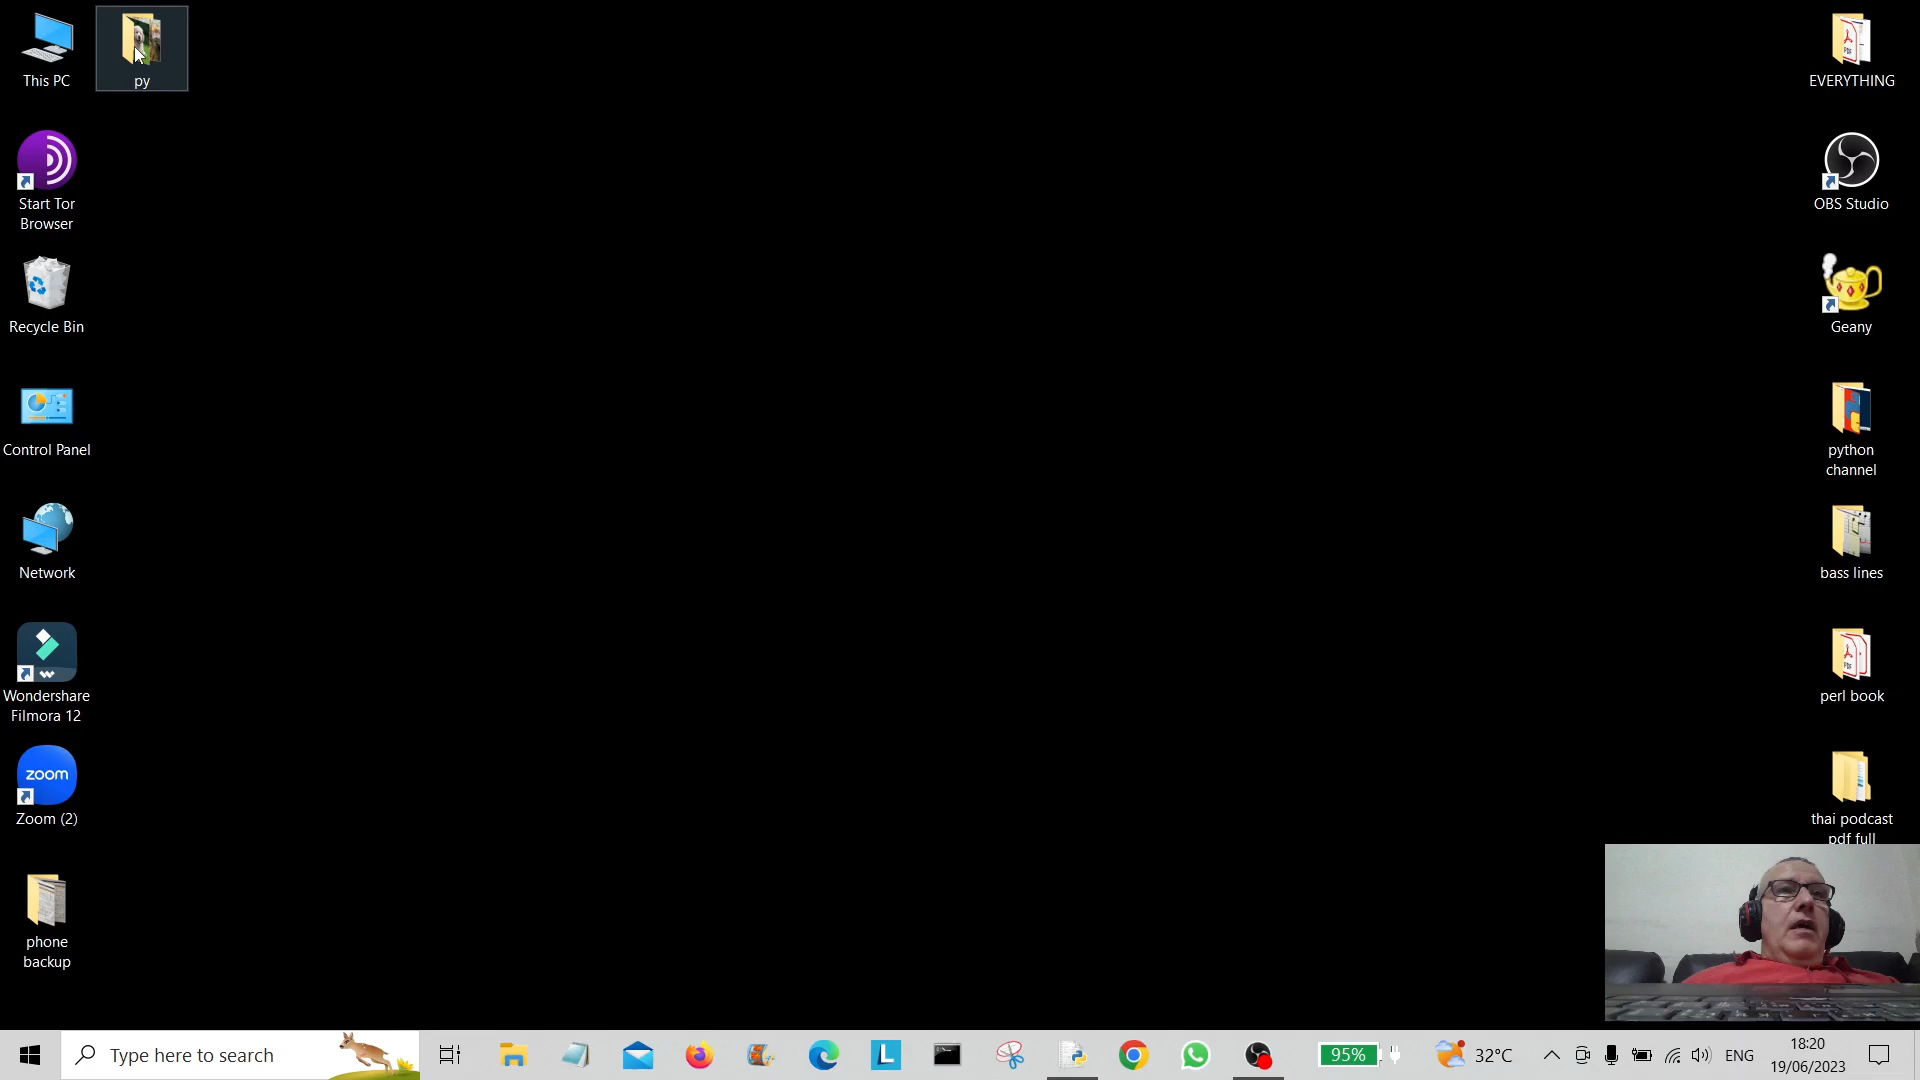 This PC
py
EVERYTHING
Start Tor
Browser
OBS Studio
Recycle Bin
Geany
Control Panel
python
channel
Network
bass lines
Wondershare
Filmora 12
perl book
zoom
Zoom (2)
thai podcast
pdf full
phone
backup
Type here to search
L
95%
32°C
ENG
18:20
19/06/2023
PDF
PDF